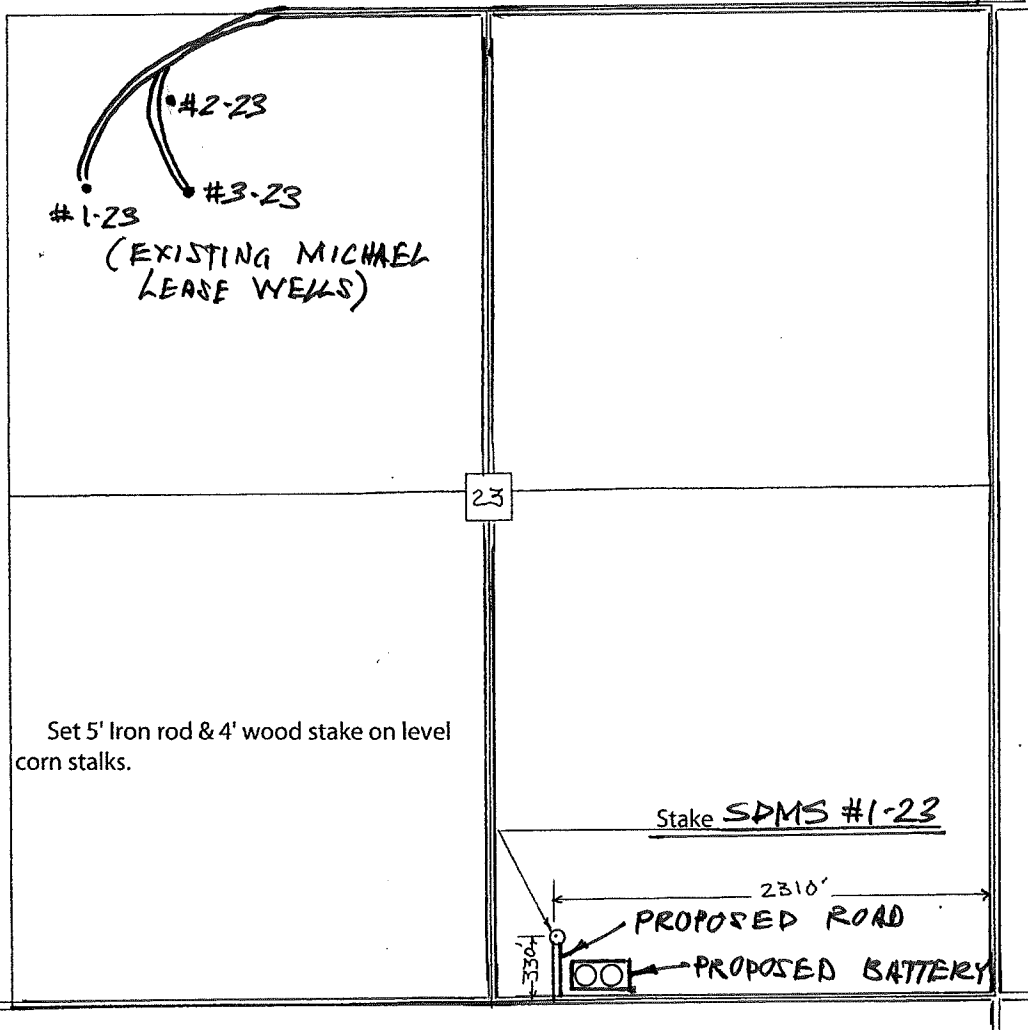 #2-23
#3-23
#1-23
(EXISTING MICHAEL
LEASE WELLS)
23
Set 5' Iron rod & 4' wood stake on level
corn stalks.
Stake SDMS #1-23
2310'
PROPOSED ROAD
330'
PROPOSED BATTERY